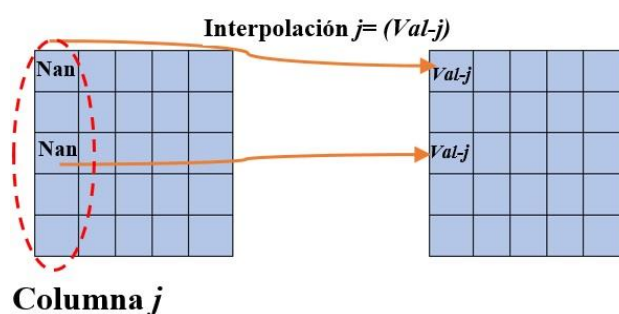 Interpolación j= (Val-j)
Nan
Val-j
Nan
Val-j
Columna j